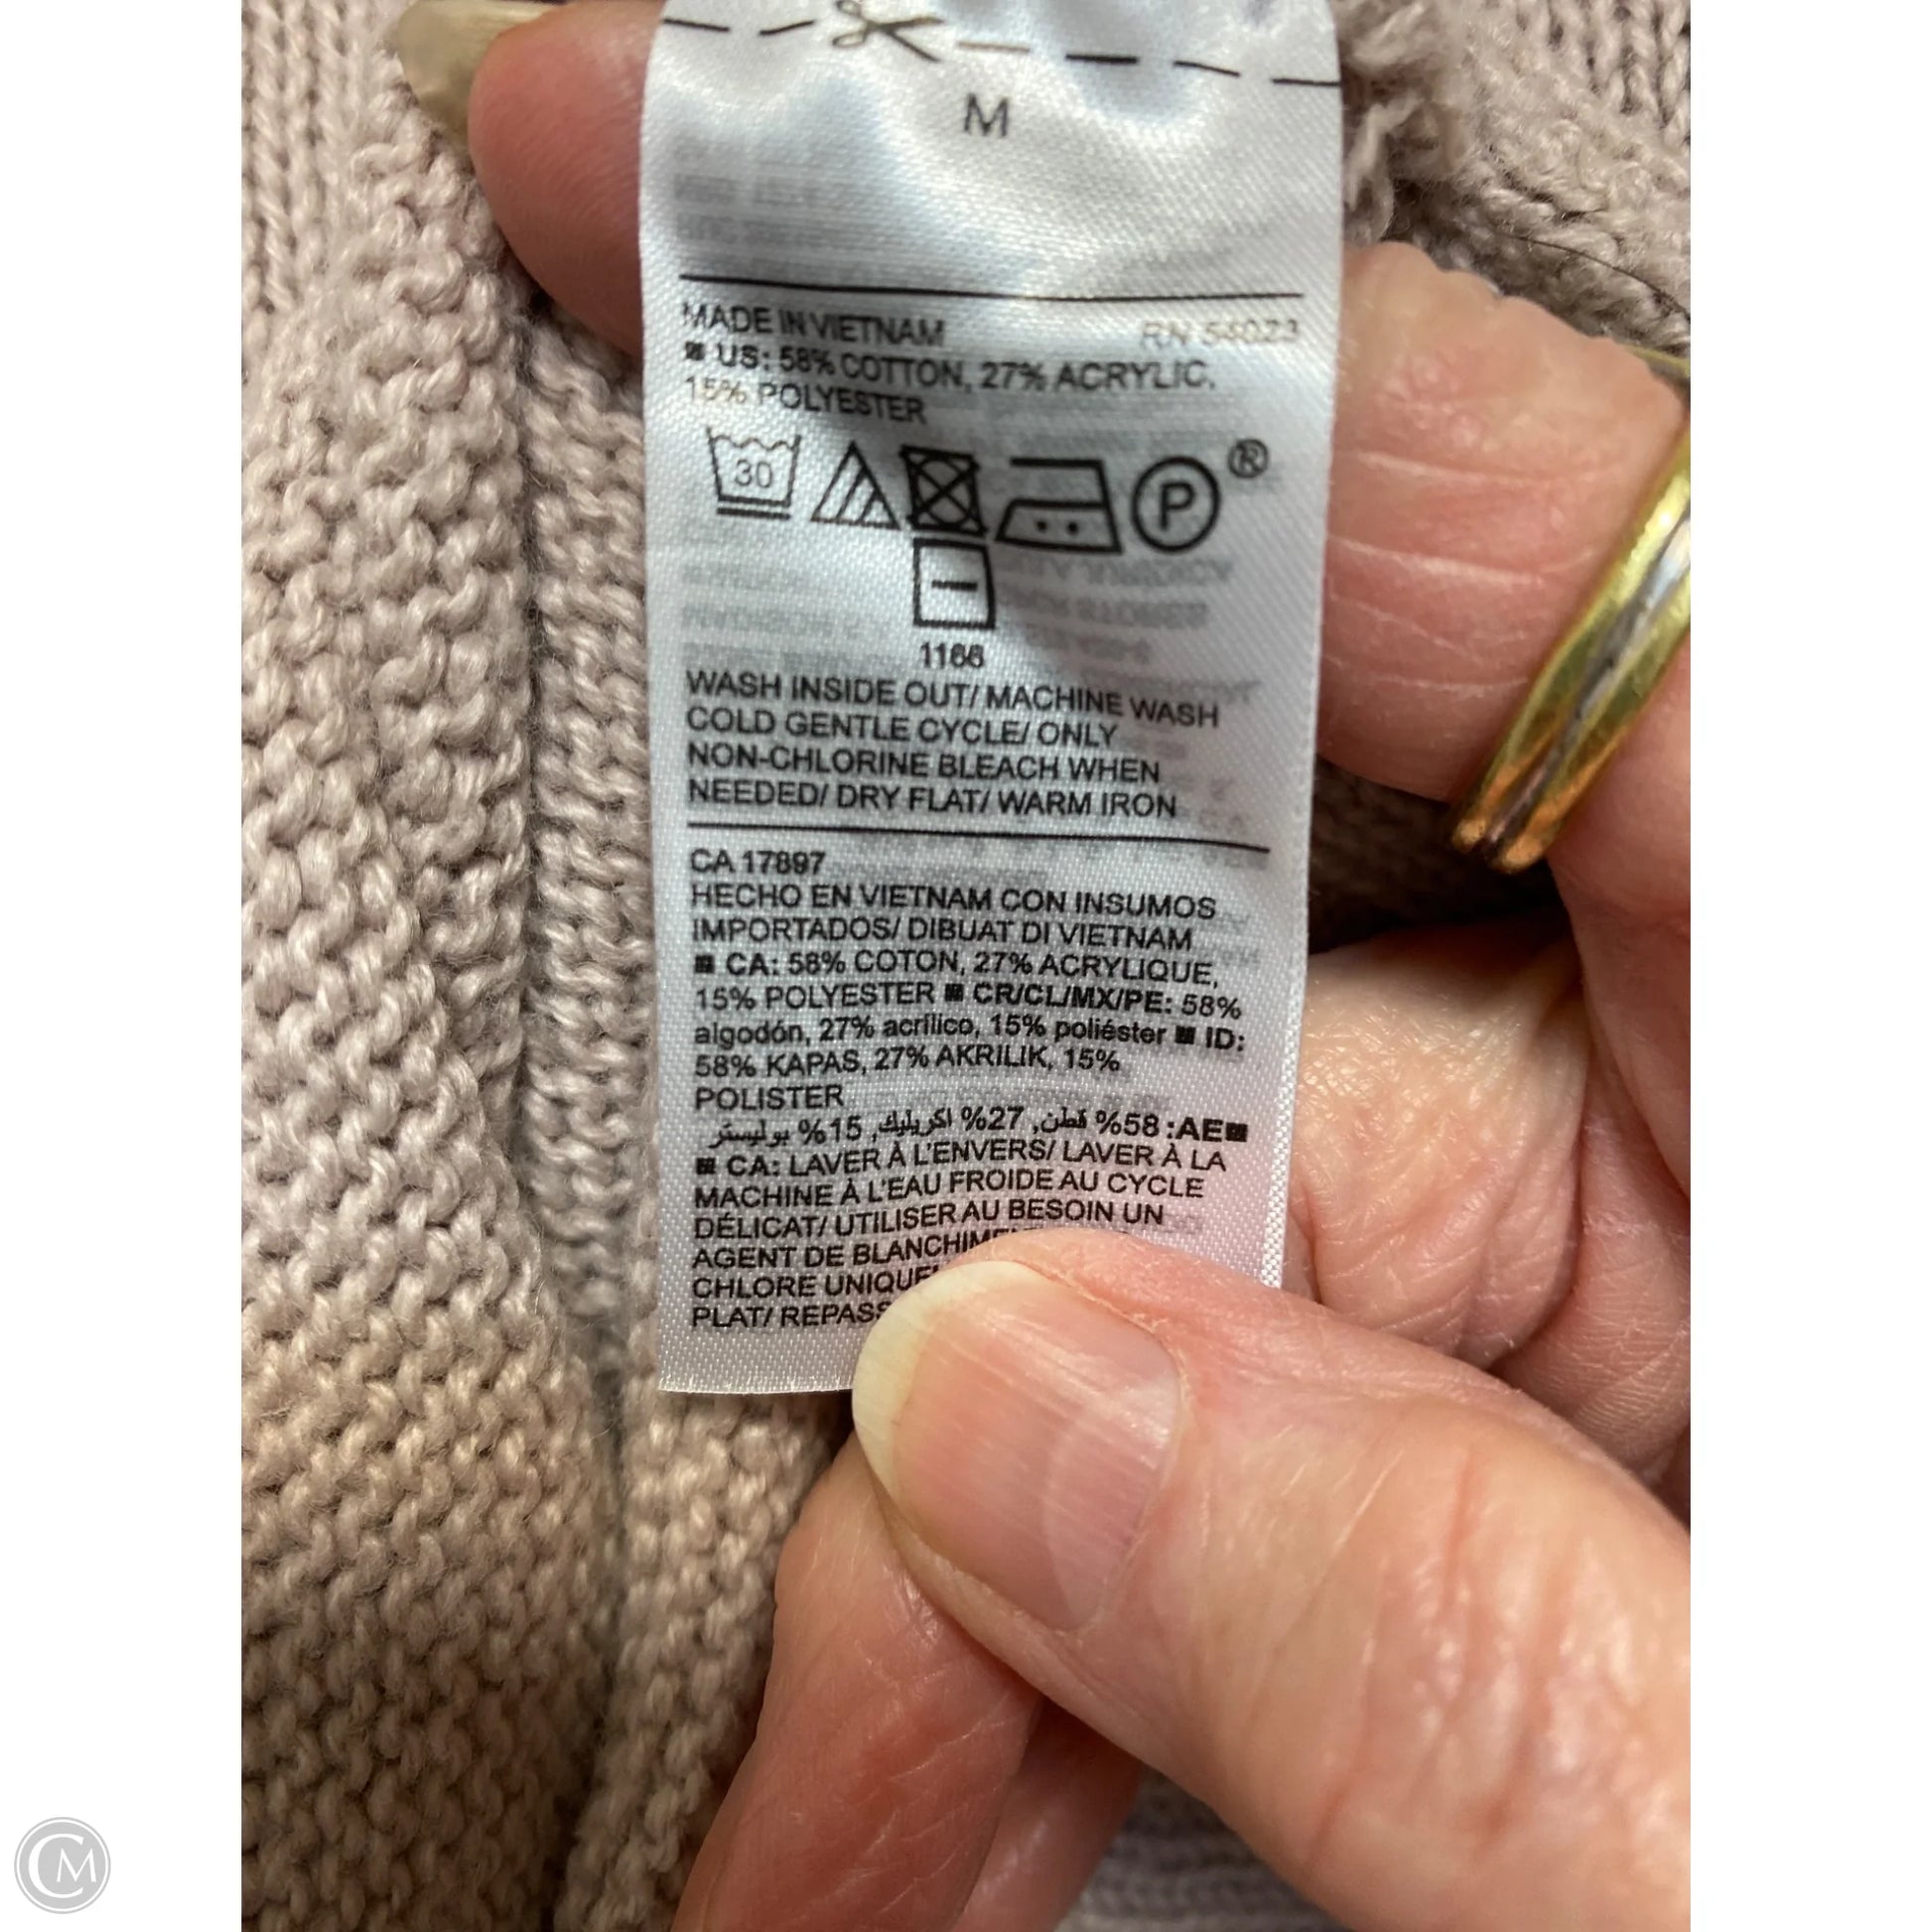 M
MADE IN VIETNAM RN 54023
US: 58% COTTON, 27% ACRYLIC,
15% POLYESTER
30
P ®
1166
WASH INSIDE OUT/ MACHINE WASH
COLD GENTLE CYCLE/ ONLY
NON-CHLORINE BLEACH WHEN
NEEDED/ DRY FLAT/ WARM IRON
CA 17897
HECHO EN VIETNAM CON INSUMOS
IMPORTADOS/ DIBUAT DI VIETNAM
CA: 58% COTON, 27% ACRYLIQUE,
15% POLYESTER CR/CL/MX/PE: 58%
algodón, 27% acrílico, 15% poliéster ID:
58% KAPAS, 27% AKRILIK, 15%
POLISTER
AE: 58% قطن, 27% اكريليك, 15% بوليستر
CA: LAVER À L'ENVERS/ LAVER À LA
MACHINE À L'EAU FROIDE AU CYCLE
DÉLICAT/ UTILISER AU BESOIN UN
AGENT DE
CHLORE
PLAT/
CM